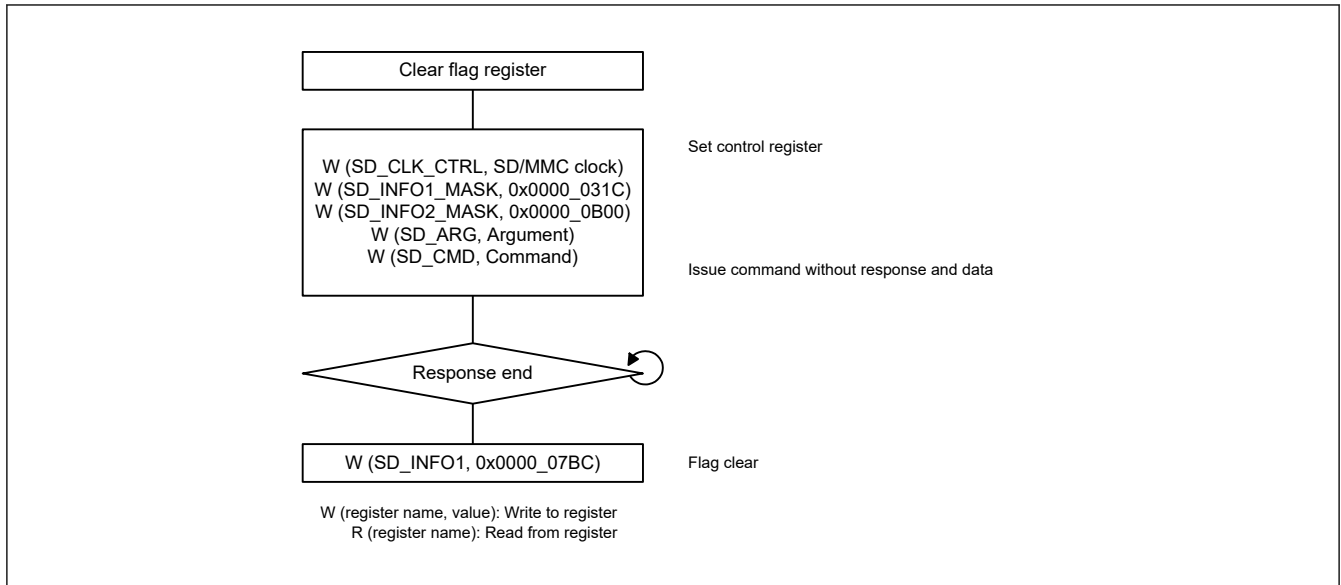 Clear flag register
W (SD_CLK_CTRL, SD/MMC clock)
W (SD_INFO1_MASK, 0x0000_031C)
W (SD_INFO2_MASK, 0x0000_0B00)
W (SD_ARG, Argument)
W (SD_CMD, Command)
Set control register
Issue command without response and data
Response end
W (SD_INFO1, 0x0000_07BC)
Flag clear
W (register name, value): Write to register
R (register name): Read from register